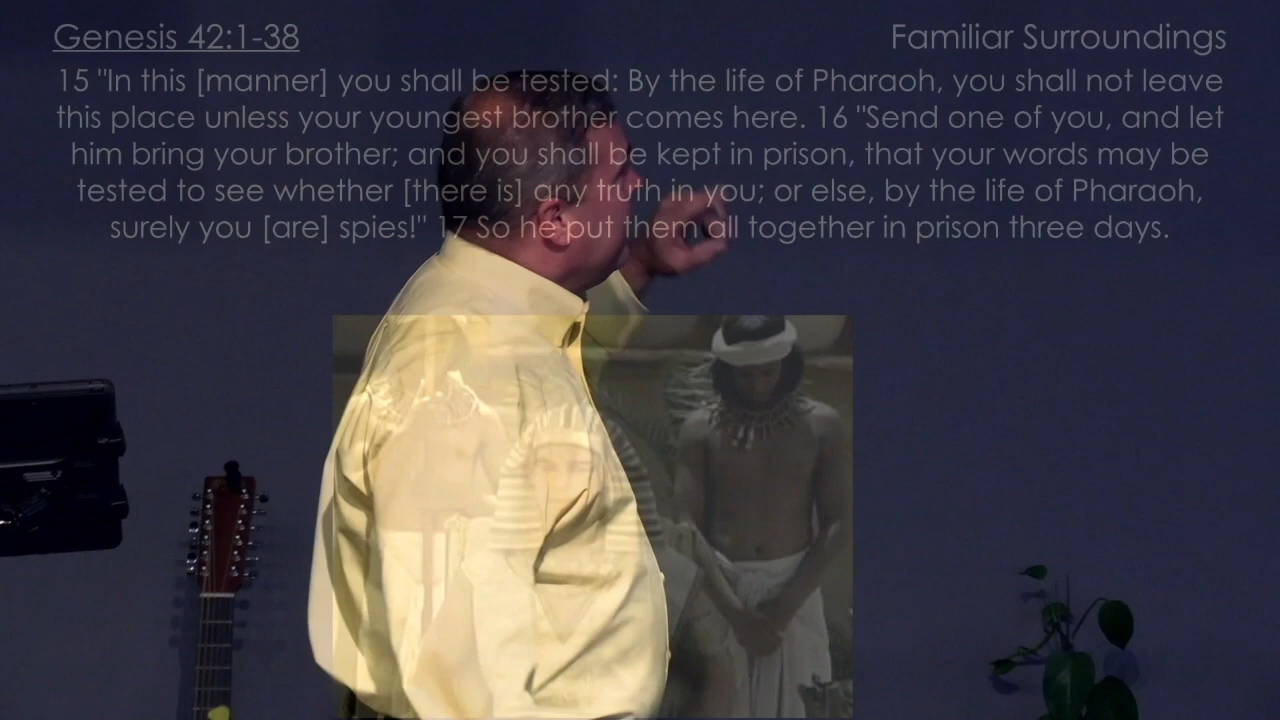 Genesis 42:1-38
Familiar Surroundings
15 "In this [manner] you shall be tested: By the life of Pharaoh, you shall not leave
this place unless your youngest brother comes here. 16 "Send one of you, and let
him bring your brother; and you shall be kept in prison, that your words may be
tested to see whether [there is] any truth in you; or else, by the life of Pharaoh,
surely you [are] spies!" 17 So he put them all together in prison three days.